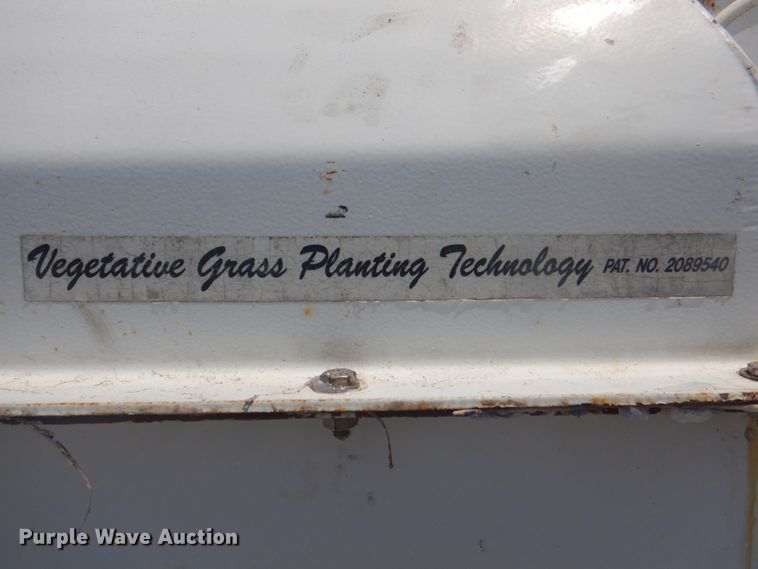 Vegetative Grass Planting Technology PAT. NO. 2089540
Purple Wave Auction